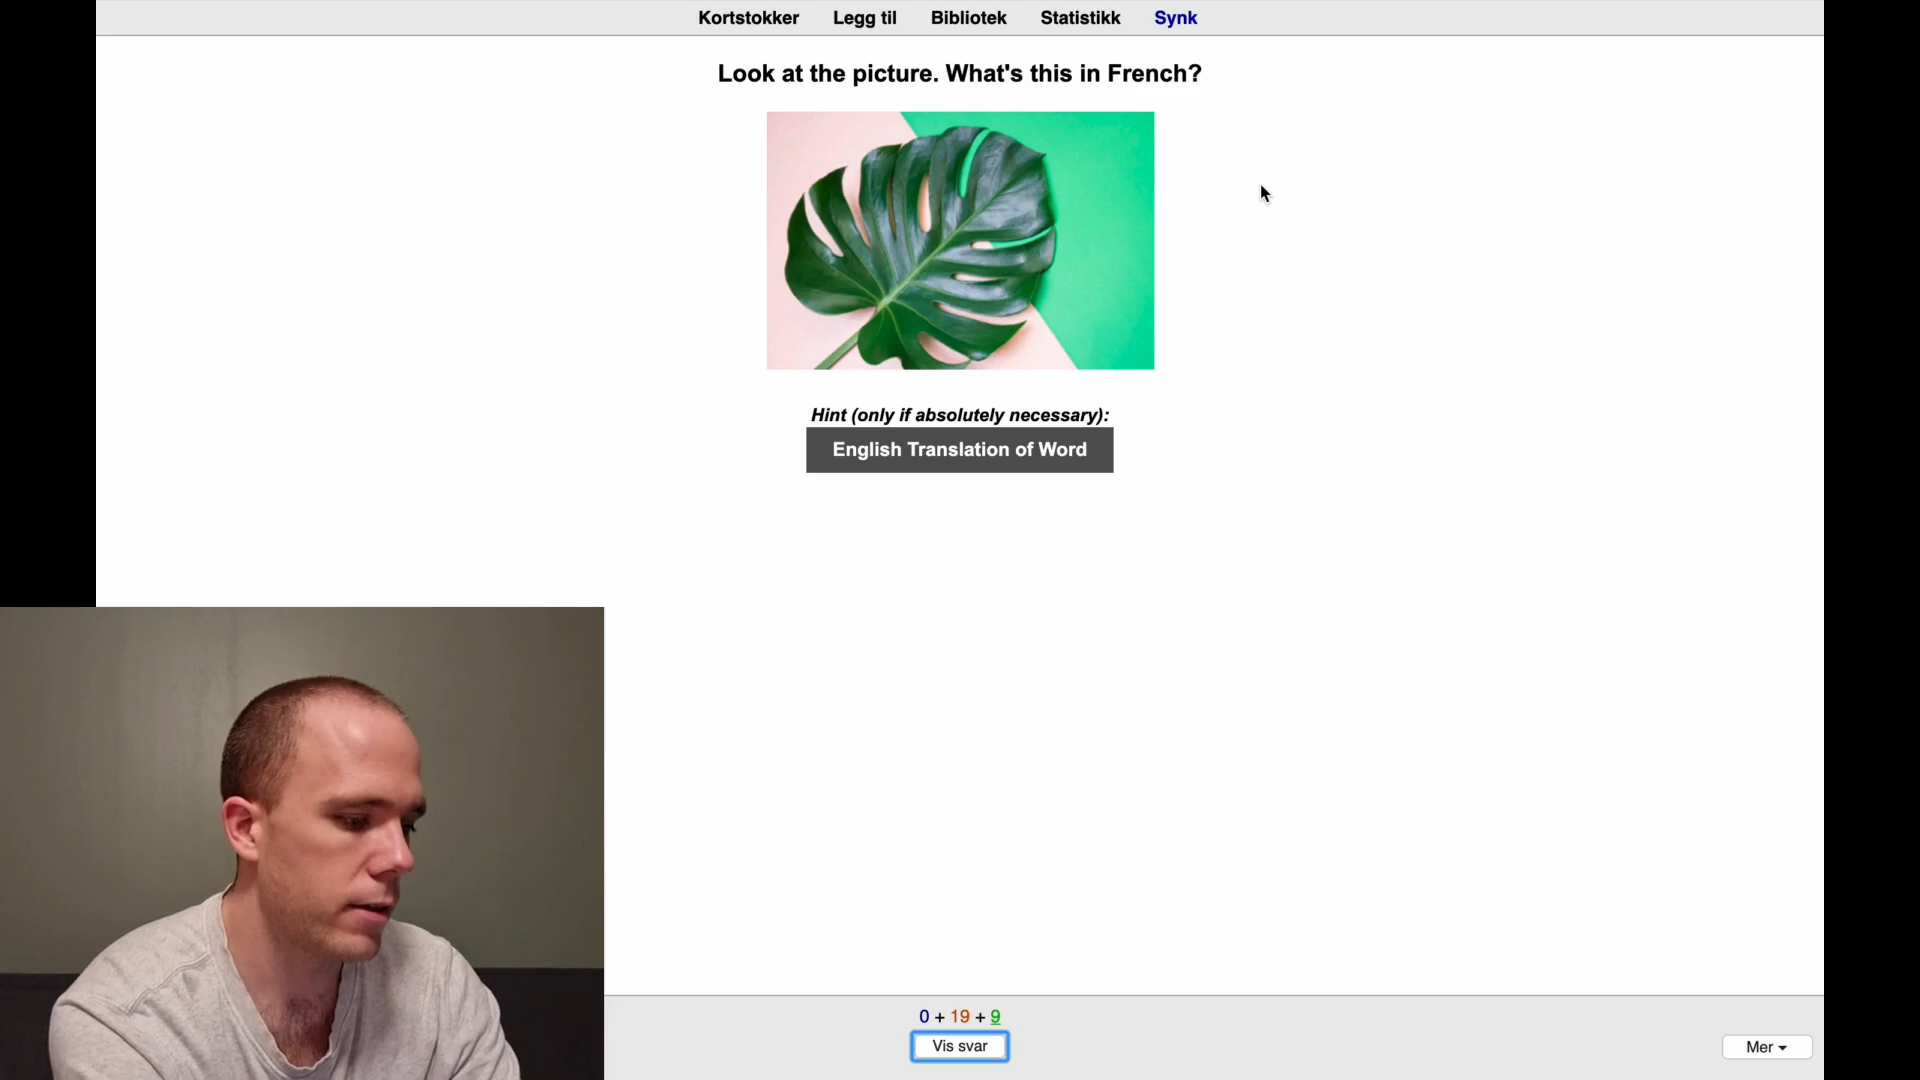 Kortstokker Legg til Bibliotek Statistikk Synk
Look at the picture. What's this in French?
Hint (only if absolutely necessary):
English Translation of Word
0 + 19 + 9
Vis svar
Mer